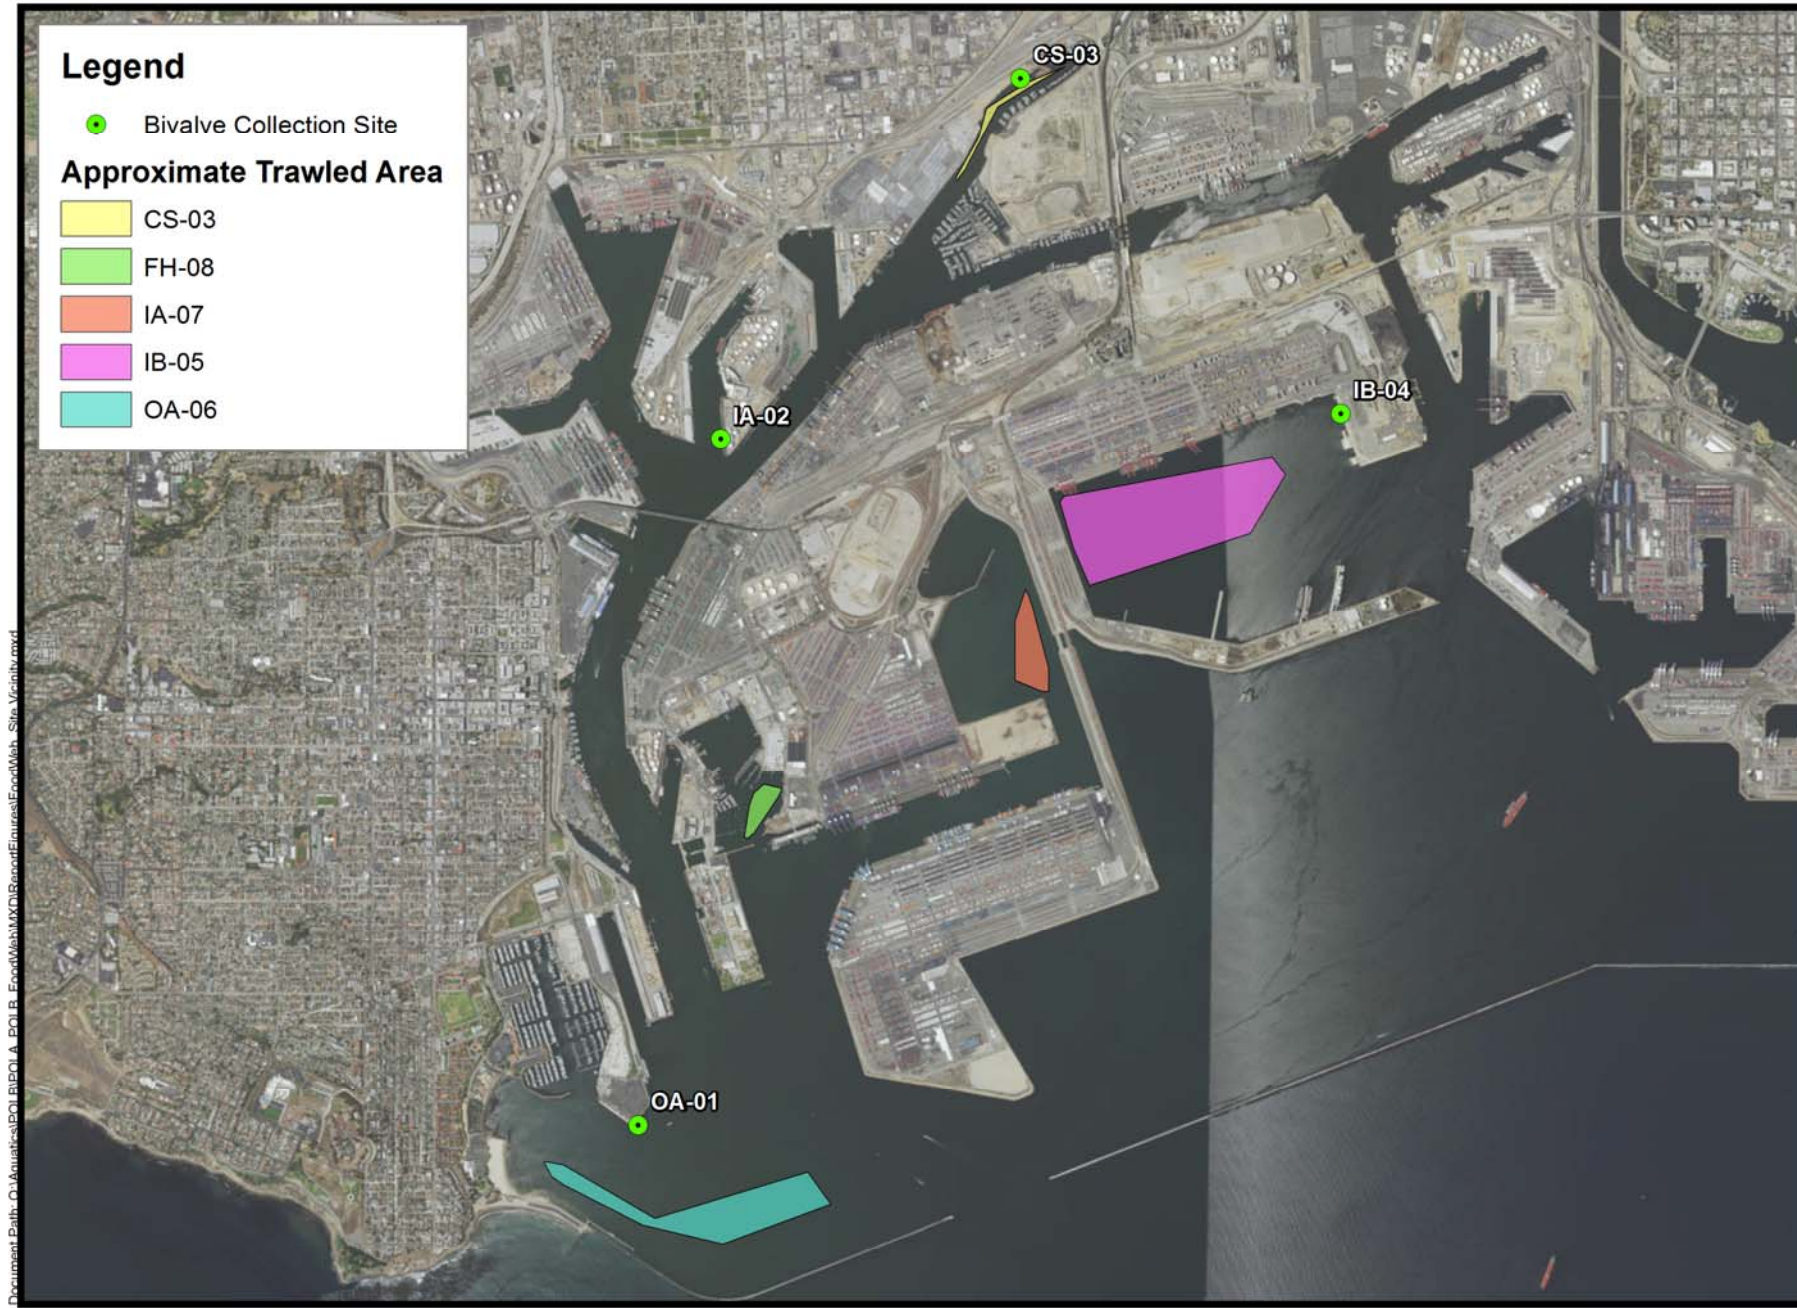 Legend
Bivalve Collection Site
Approximate Trawled Area
CS-03
FH-08
IA-07
IB-05
OA-06
CS-03
IA-02
IB-04
OA-01